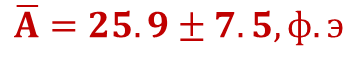 A̅ = 25.9 ± 7.5, ф. э